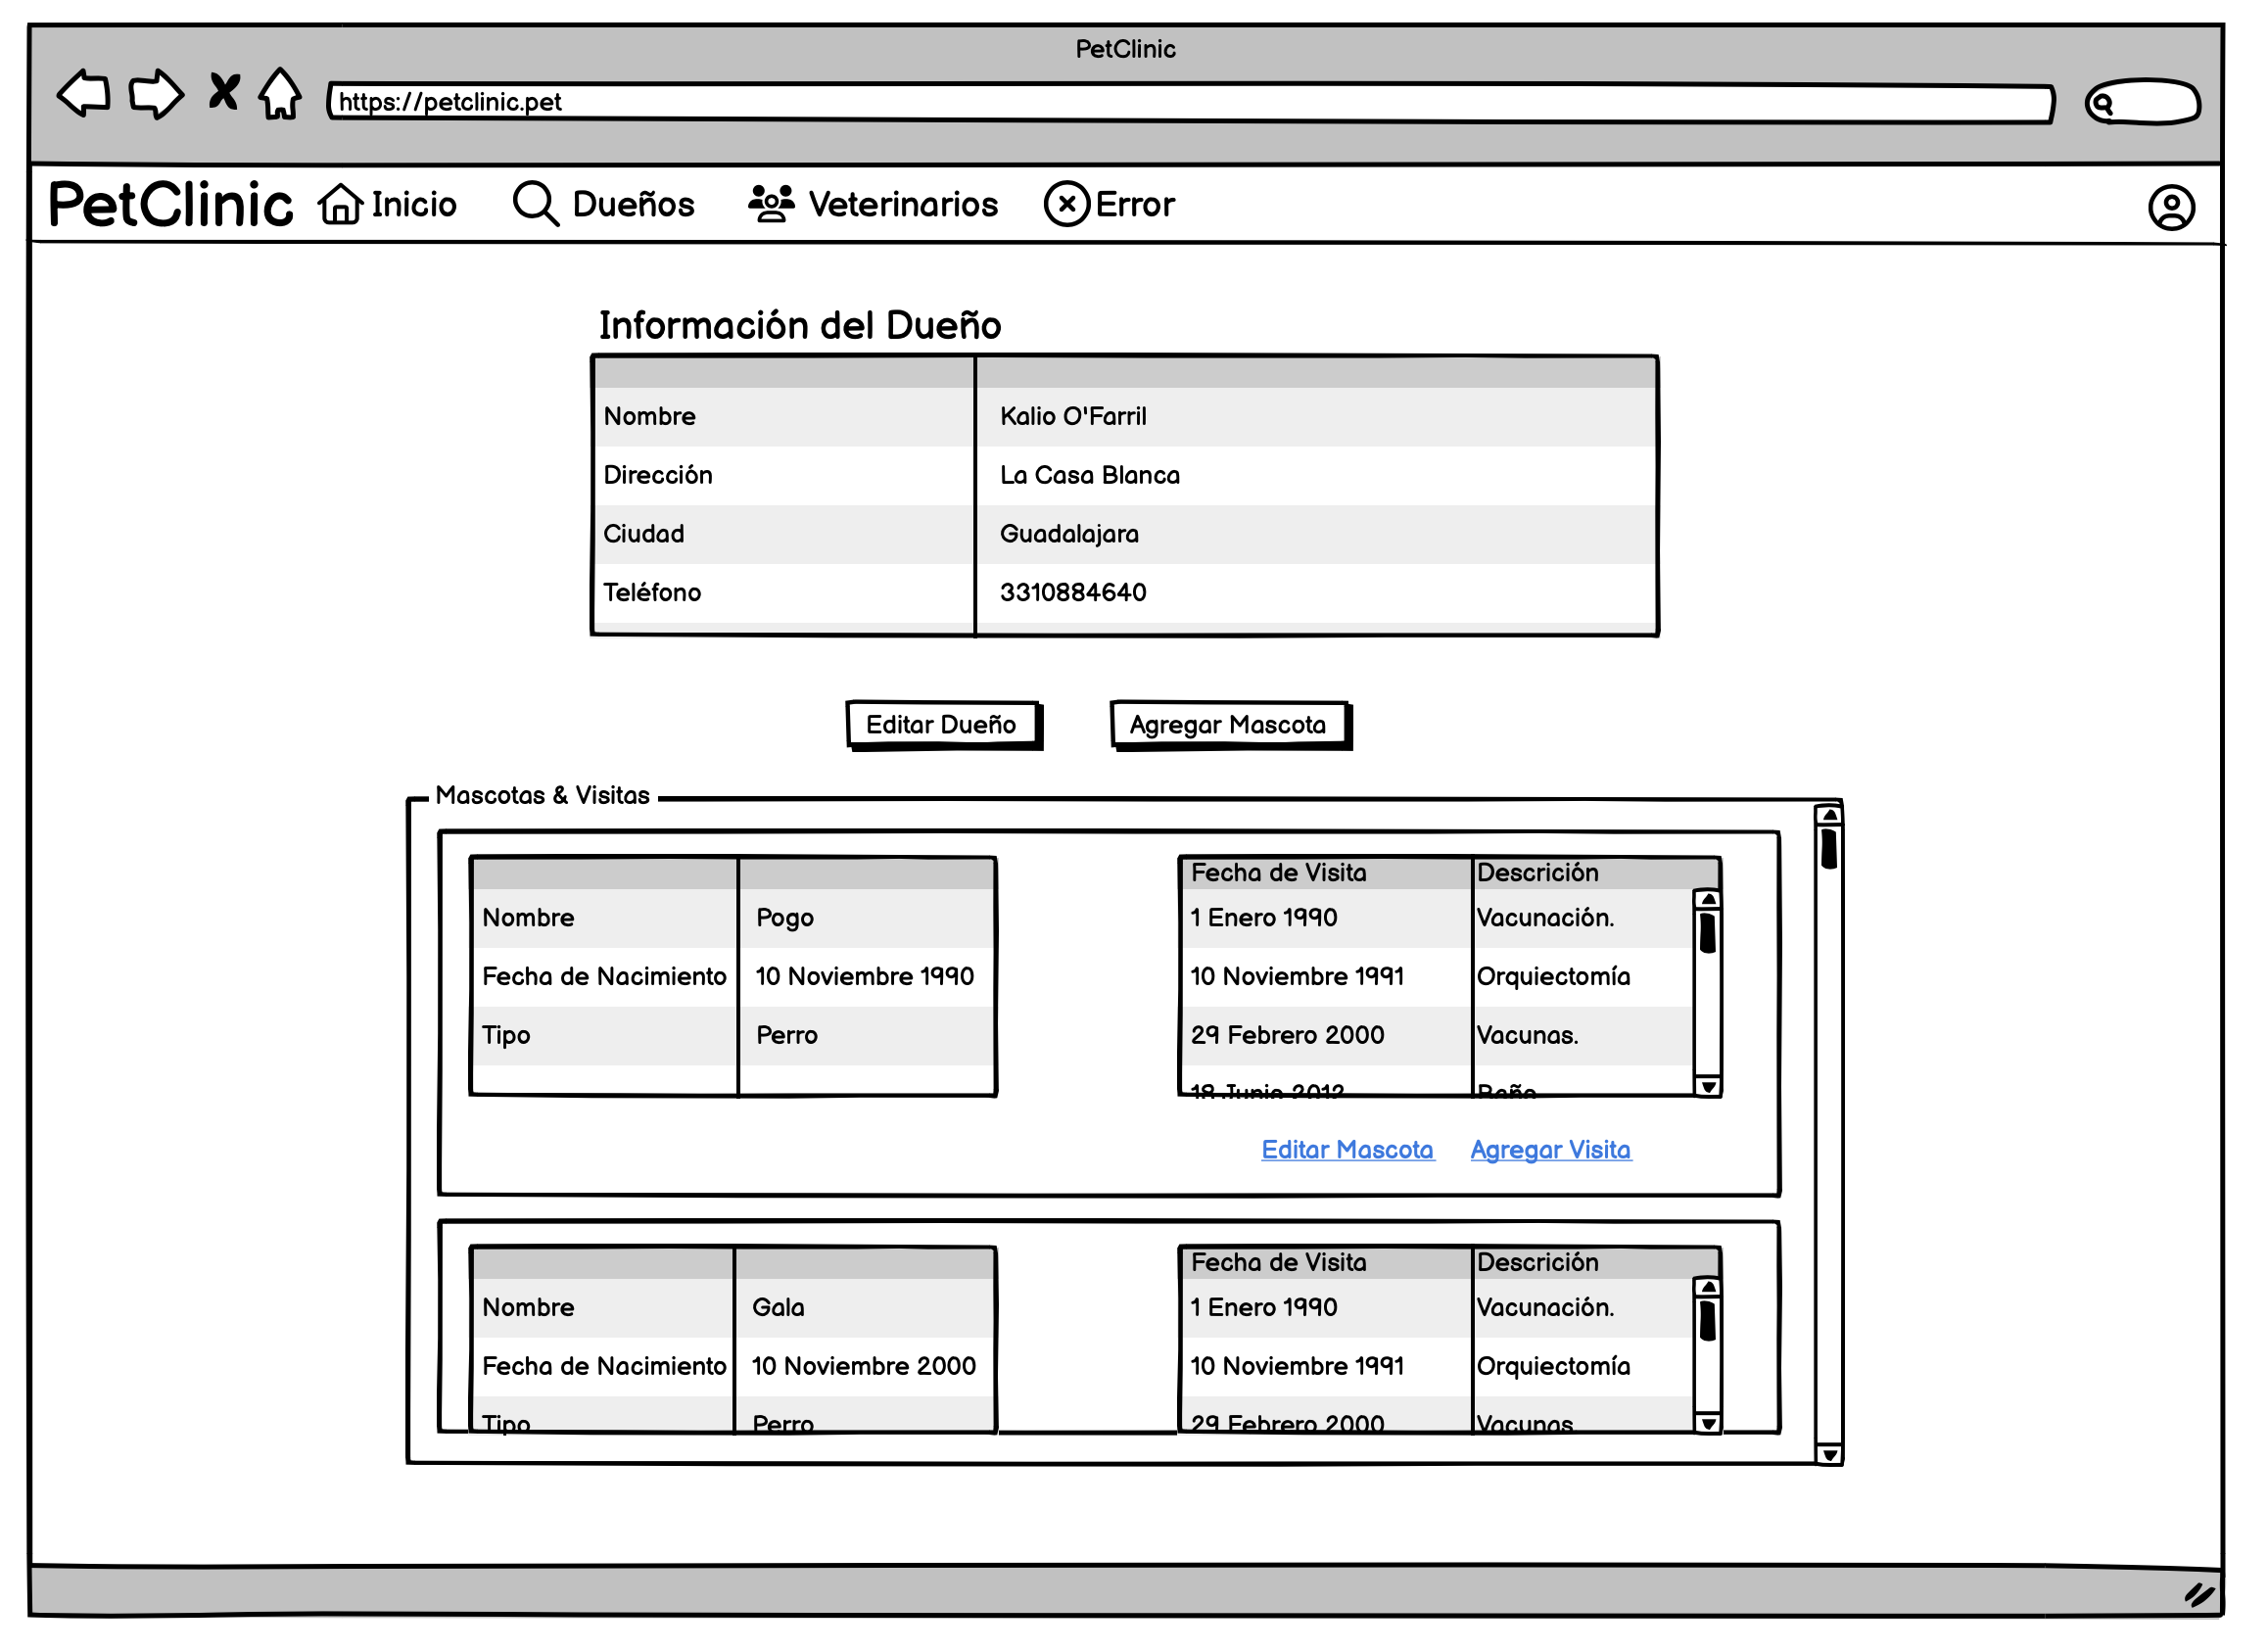 PetClinic
https://petclinic.pet
PetClinic Inicio Dueños Veterinarios Error
Información del Dueño
Nombre Kalio O'Farril
Dirección La Casa Blanca
Ciudad Guadalajara
Teléfono 3310884640
Editar Dueño Agregar Mascota
Mascotas & Visitas
Fecha de Visita Descrición
Nombre Pogo 1 Enero 1990 Vacunación.
Fecha de Nacimiento 10 Noviembre 1990 10 Noviembre 1991 Orquiectomía
Tipo Perro 29 Febrero 2000 Vacunas.
18 Junio 2012 Baño
Editar Mascota Agregar Visita
Fecha de Visita Descrición
Nombre Gala 1 Enero 1990 Vacunación.
Fecha de Nacimiento 10 Noviembre 2000 10 Noviembre 1991 Orquiectomía
Tipo Perro 29 Febrero 2000 Vacunas